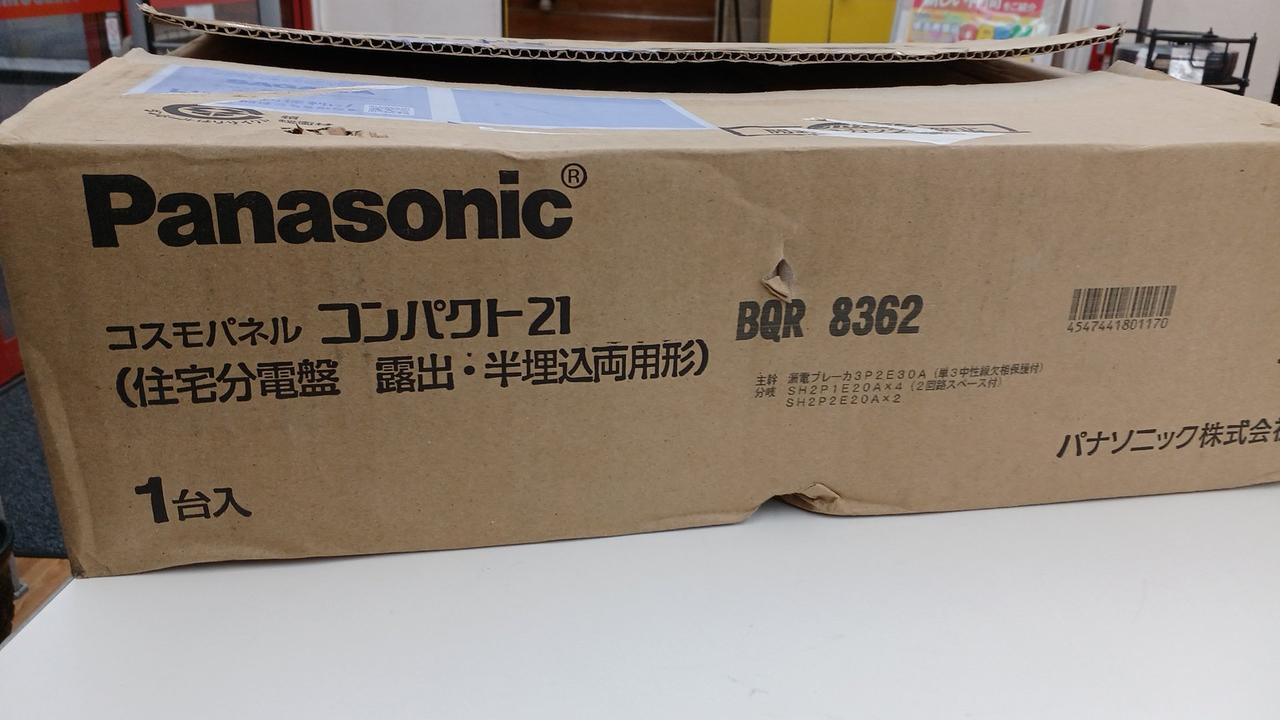 Panasonic®
コスモパネル コンパクト21
(住宅分電盤 露出・半埋込両用形)
1台入
BQR 8362
主幹 漏電ブレーカ3P2E30A (単3中性線欠相保護付)
分岐 SH2P1E20A×4 (2回路スペース付)
SH2P2E20A×2
4547441801170
パナソニック株式会社